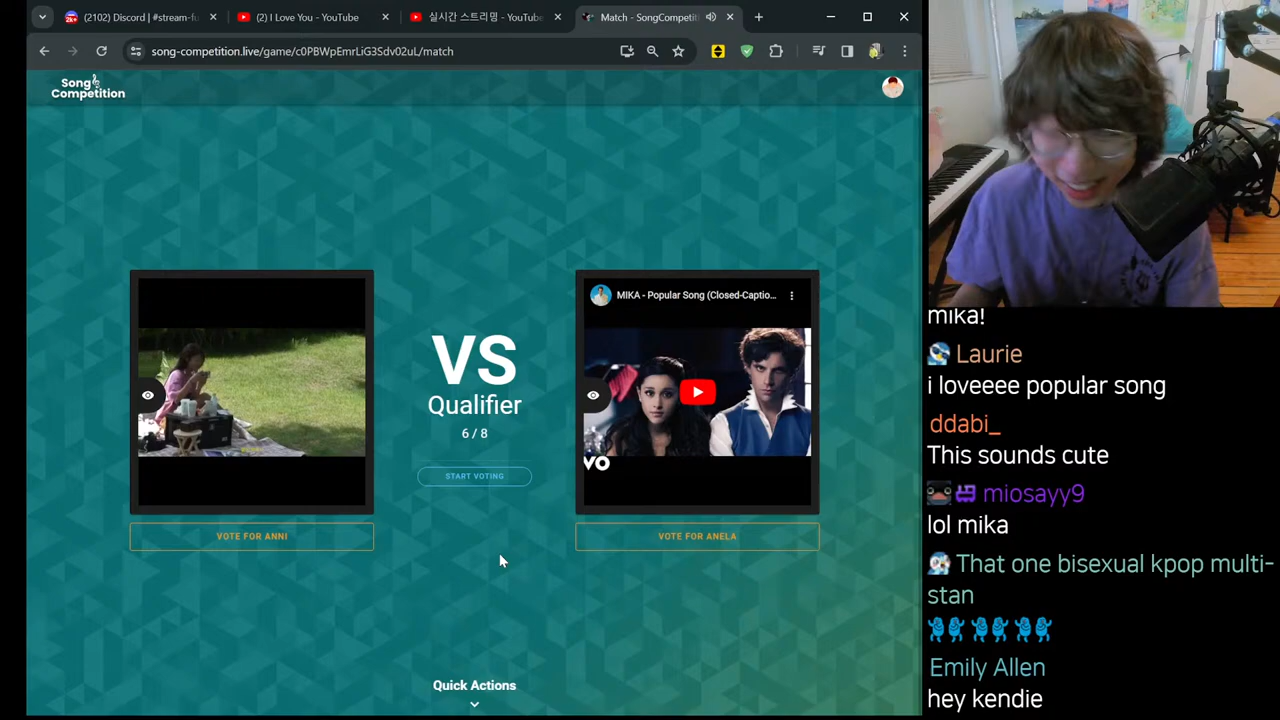 (2102) Discord | #stream-fu
(2) I Love You - YouTube
실시간 스트리밍 - YouTube
Match - SongCompetiti
song-competition.live/game/c0PBWpEmrLiG3Sdv02uL/match
Song
Competition
MIKA - Popular Song (Closed-Captio...
VS
Qualifier
6 / 8
START VOTING
VOTE FOR ANNI
VOTE FOR ANELA
Quick Actions
mika!
Laurie
i loveeee popular song
ddabi_
This sounds cute
miosayy9
lol mika
That one bisexual kpop multi-
stan
Emily Allen
hey kendie